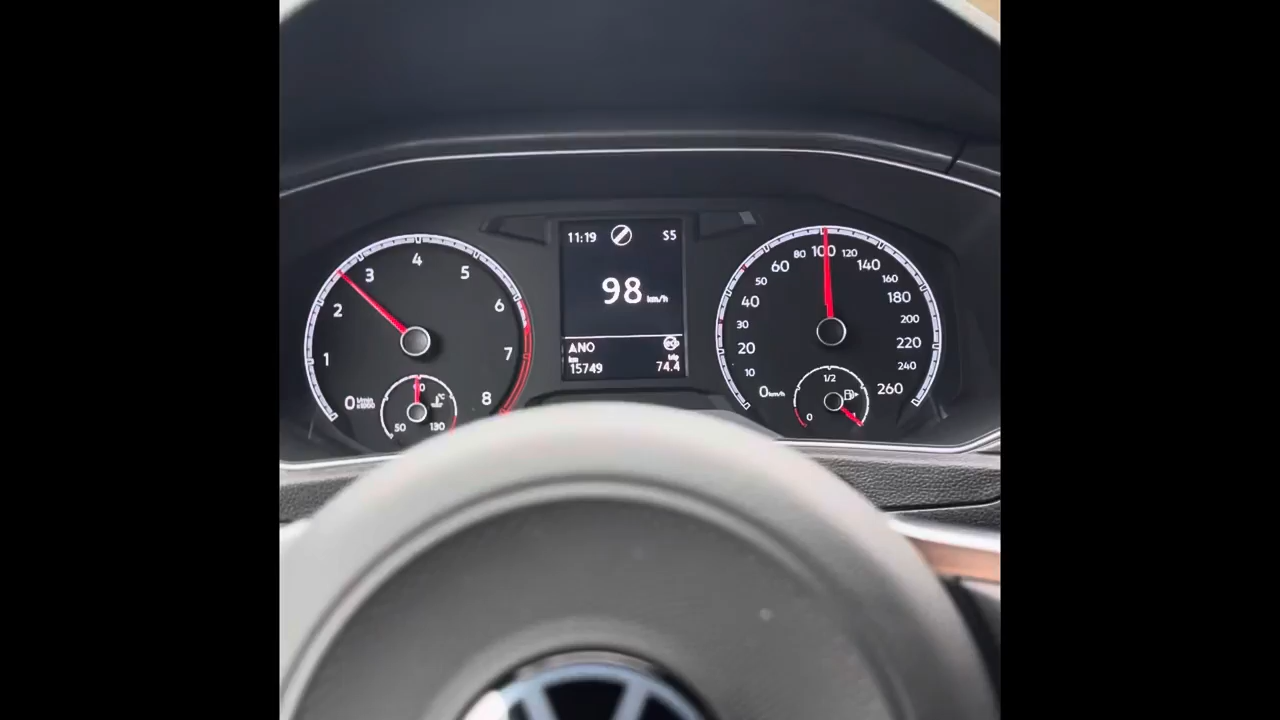 11:19 S5
98 km/h
ANO
km trip
15749 74.4
0 1 2 3 4 5 6 7 8
1/min
x1000
50 90 130
°C
0 10 20 30 40 50 60 80 100 120 140 160 180 200 220 240 260
km/h
0 1/2